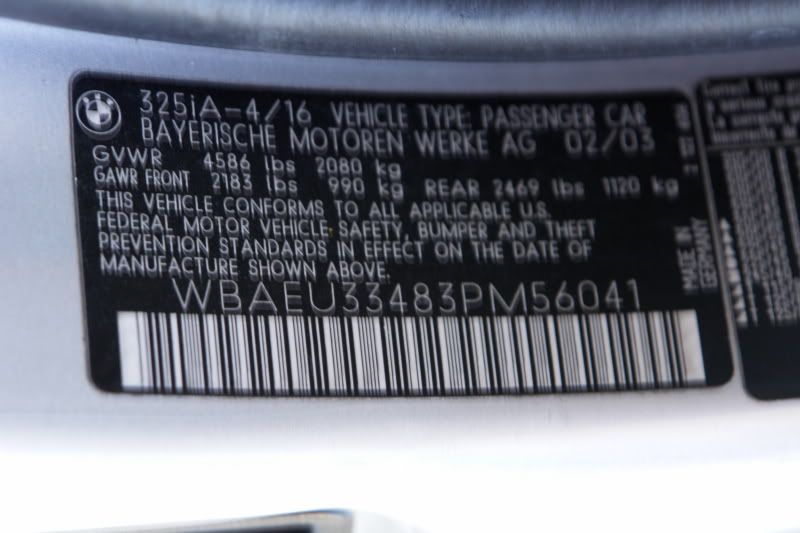 325iA-4/16 VEHICLE TYPE: PASSENGER CAR
BAYERISCHE MOTOREN WERKE AG 02/03
GVWR 4586 lbs 2080 kg
GAWR FRONT 2183 lbs 990 kg REAR 2469 lbs 1120 kg
THIS VEHICLE CONFORMS TO ALL APPLICABLE U.S.
FEDERAL MOTOR VEHICLE SAFETY, BUMPER AND THEFT
PREVENTION STANDARDS IN EFFECT ON THE DATE OF
MANUFACTURE SHOWN ABOVE.
WBAEU33483PM56041
MADE IN
GERMANY